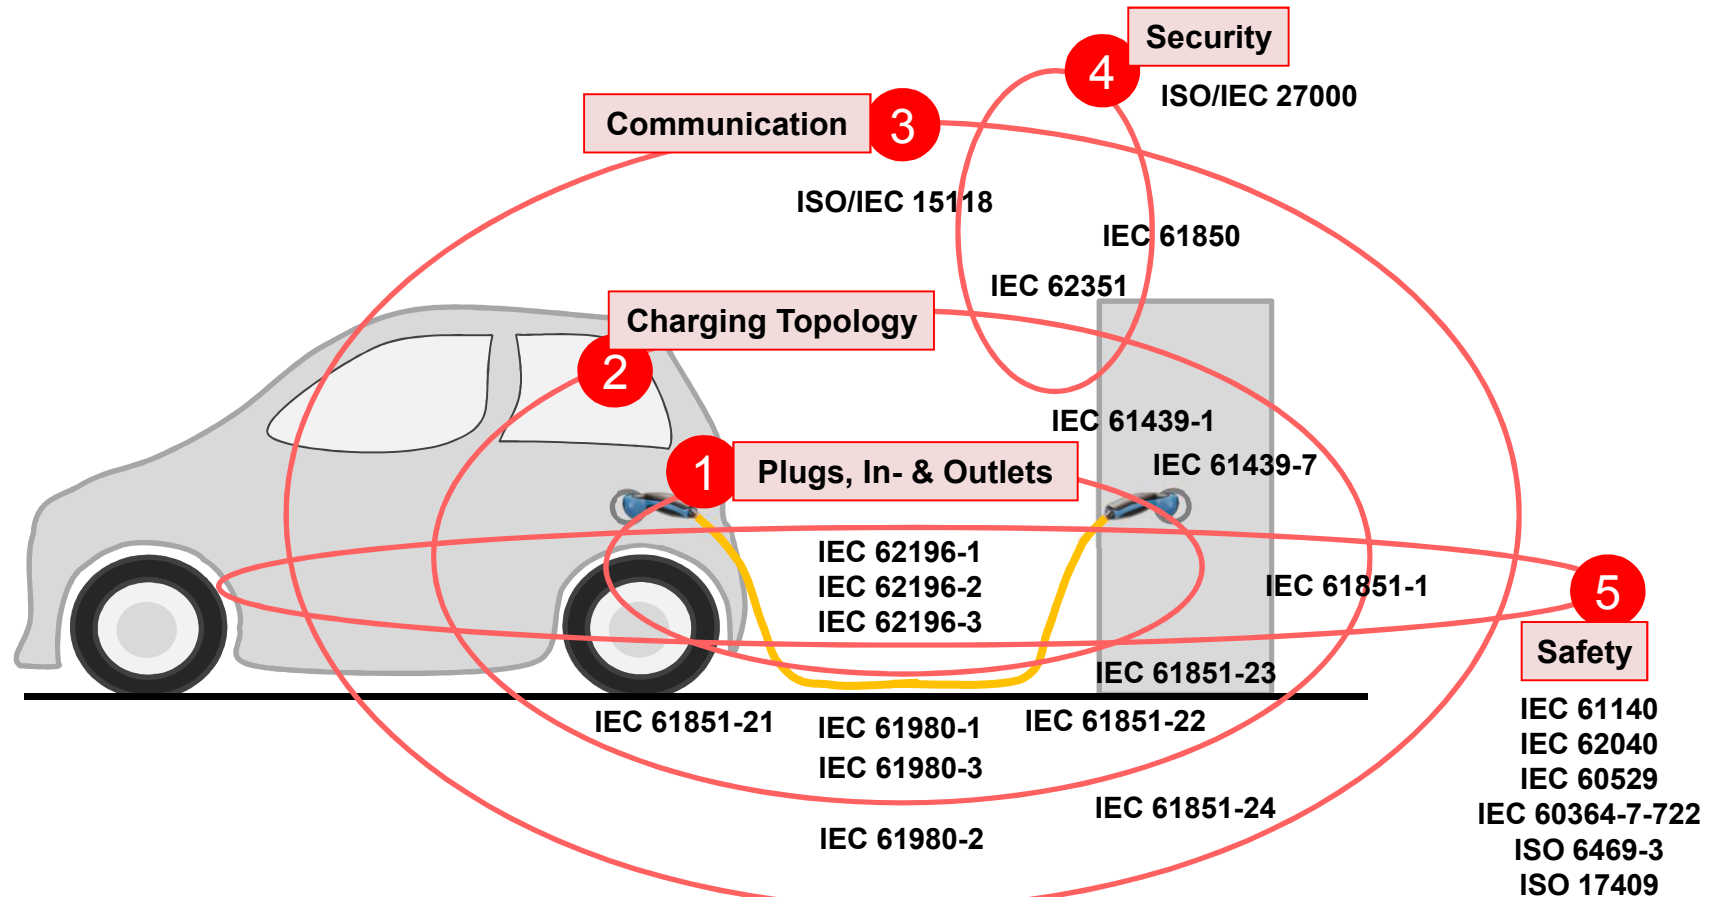 Security
4
ISO/IEC 27000
Communication
3
ISO/IEC 15118
IEC 61850
IEC 62351
Charging Topology
2
IEC 61439-1
IEC 61439-7
1
Plugs, In- & Outlets
IEC 62196-1
IEC 62196-2
IEC 62196-3
IEC 61851-1
5
Safety
IEC 61851-23
IEC 61851-21
IEC 61980-1
IEC 61851-22
IEC 61980-3
IEC 61851-24
IEC 61980-2
IEC 61140
IEC 62040
IEC 60529
IEC 60364-7-722
ISO 6469-3
ISO 17409